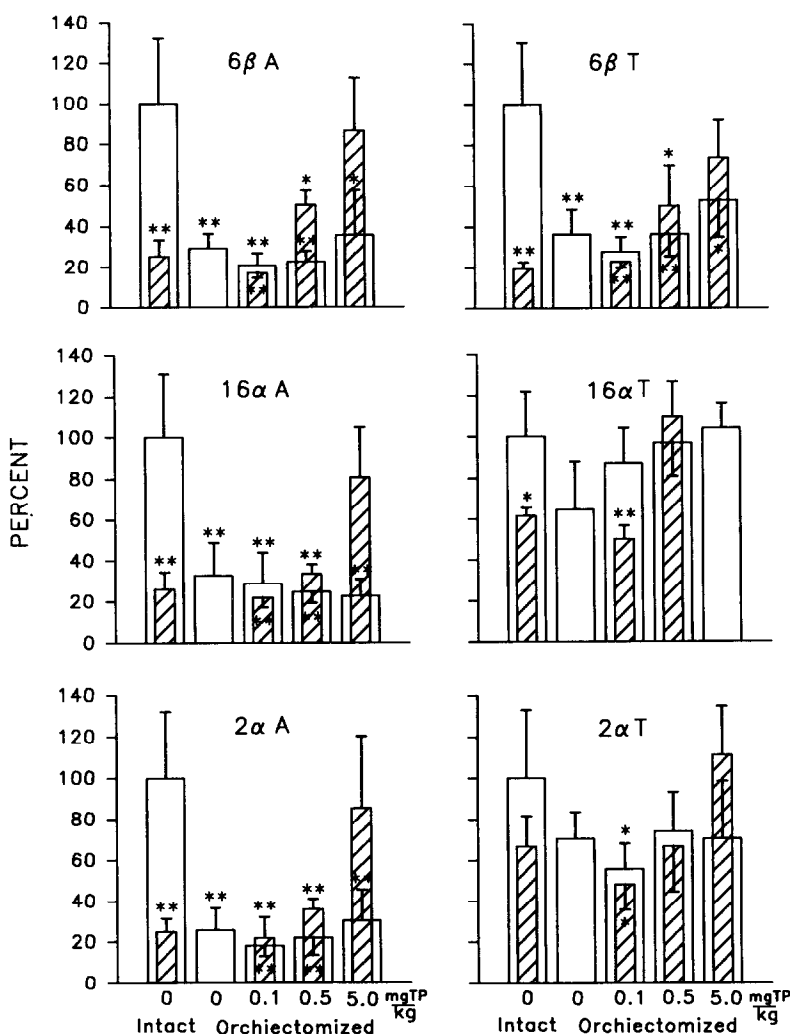 6β A
140
120
100
80
60
40
20
0
** ** ** * *
** **
6β T
** ** ** *
** ** *
16α A
140
120
100
80
60
40
20
0
** ** ** ** **
** **
16α T
* **
PERCENT
2α A
140
120
100
80
60
40
20
0
** ** ** ** **
** **
2α T
*
*
0 0 0.1 0.5 5.0 mgTP/kg
0 0 0.1 0.5 5.0 mgTP/kg
Intact Orchiectomized
Intact Orchiectomized